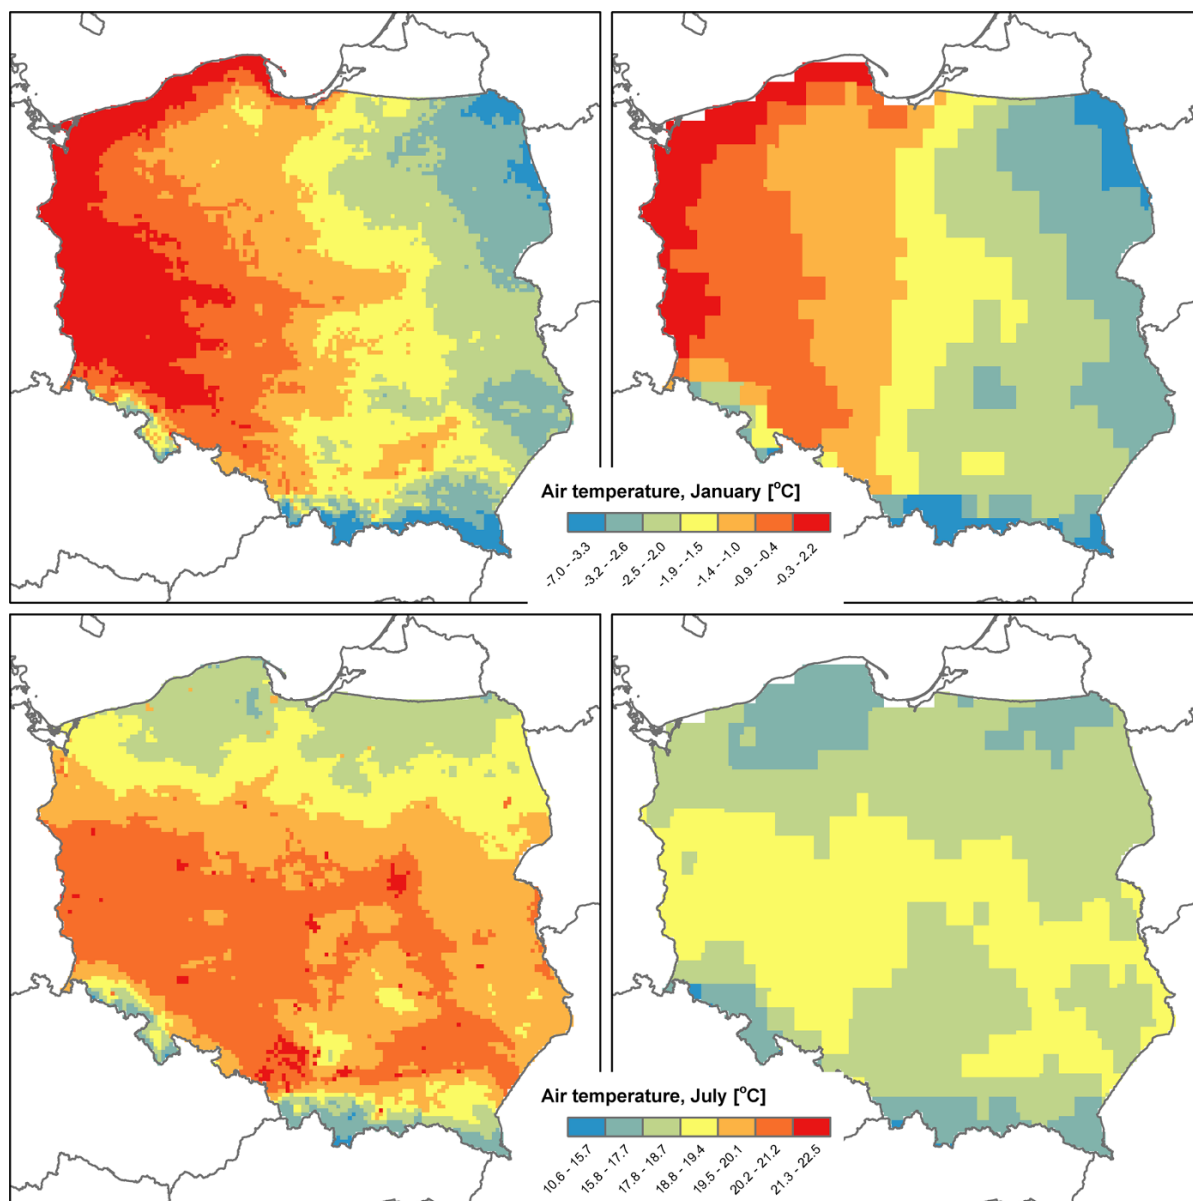 Air temperature, January [°C]
-7.0 - -3.3
-3.2 - -2.6
-2.5 - -2.0
-1.9 - -1.5
-1.4 - -1.0
-0.9 - -0.4
-0.3 - 2.2
Air temperature, July [°C]
10.6 - 15.7
15.8 - 17.7
17.8 - 18.7
18.8 - 19.4
19.5 - 20.1
20.2 - 21.2
21.3 - 22.5